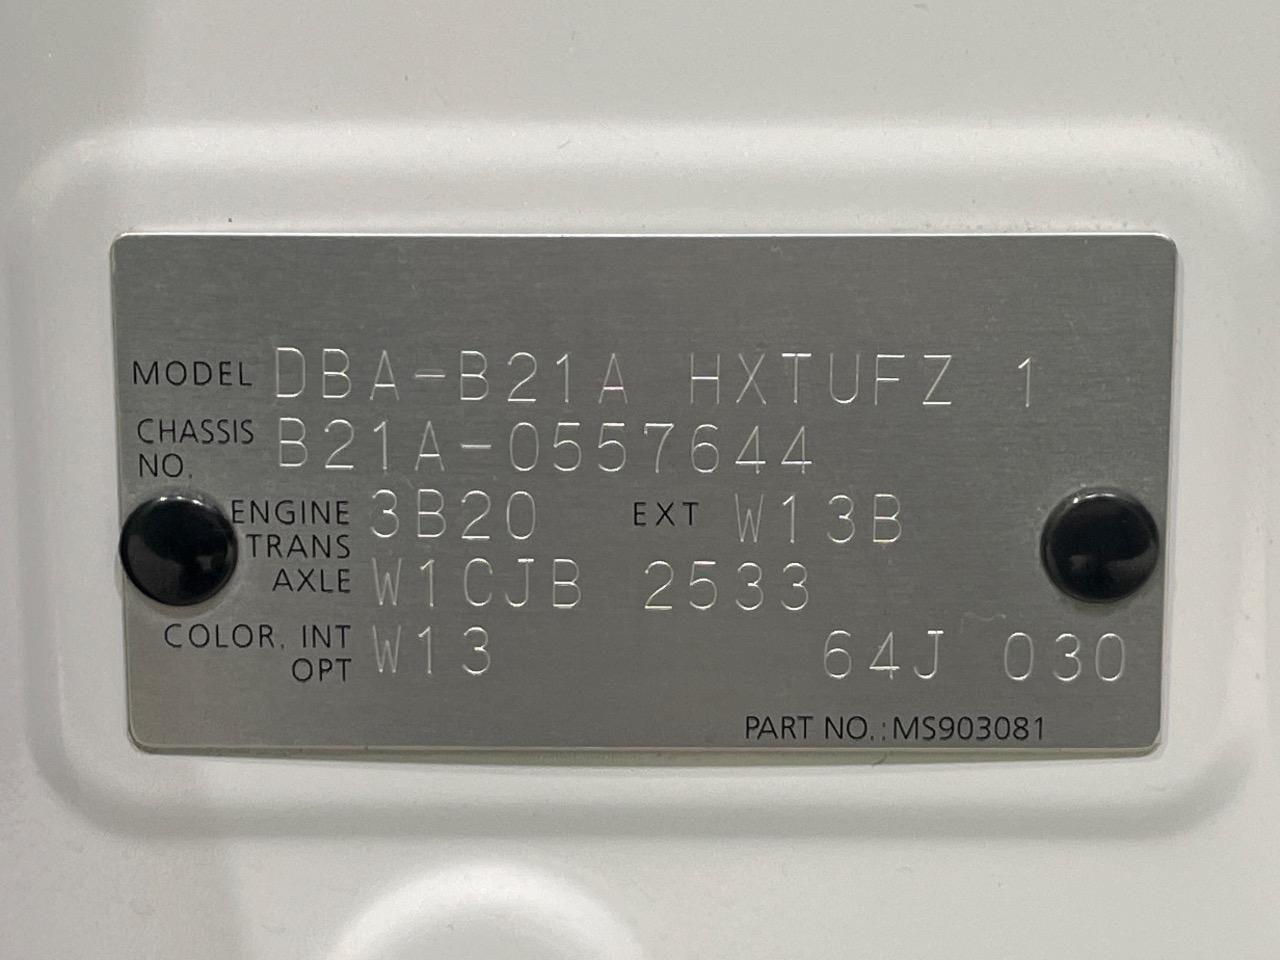 MODEL DBA-B21A HXTUFZ 1
CHASSIS NO. B21A-0557644
ENGINE 3B20 EXT W13B
TRANS AXLE W1CJB 2533
COLOR, INT OPT W13 64J 030
PART NO.:MS903081